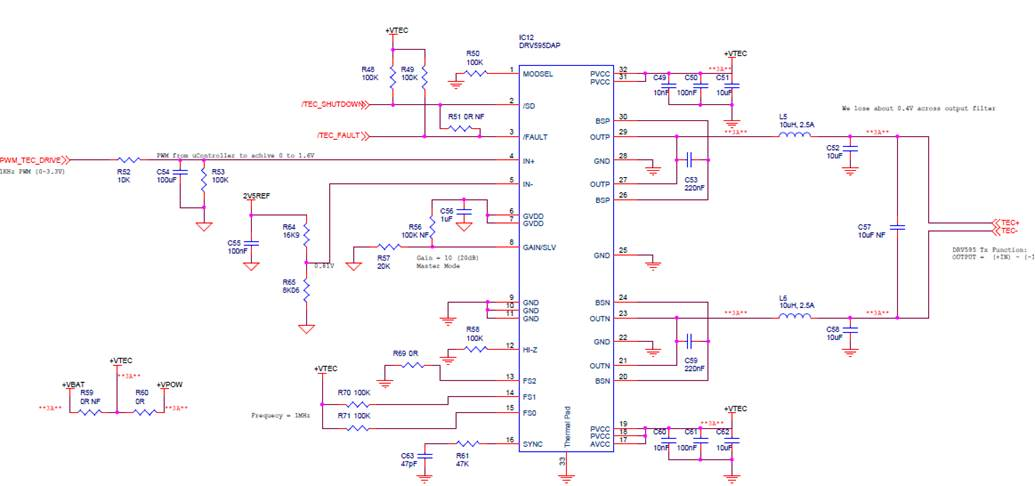 IC12
DRV595DAP
+VTEC
R48
100K
R49
100K
R50
100K
/TEC_SHUTDOWN
R51 0R NF
/TEC_FAULT
PWM_TEC_DRIVE
1KHz PWM (0-3.3V)
R52
10K
PWM from uController to achive 0 to 1.6V
C54
100uF
R53
100K
2V5REF
C55
100nF
R64
16K9
0.81V
R65
8K06
C56
1uF
R56
100K NF
R57
20K
Gain = 10 (20dB)
Master Mode
R58
100K
R69 0R
+VTEC
R70 100K
R71 100K
Frequecy = 1MHz
C63
47pF
R61
47K
+VBAT
R59
0R NF
+VTEC
R60
0R
+VPOW
**3A**
**3A**
**3A**
1 MODSEL
2 /SD
3 /FAULT
4 IN+
5 IN-
6 GVDD
7 GVDD
8 GAIN/SLV
9 GND
10 GND
11 GND
12 HI-Z
13 FS2
14 FS1
15 FS0
16 SYNC
Thermal Pad
33
PVCC 32
PVCC 31
BSP 30
OUTP 29
GND 28
OUTP 27
BSP 26
GND 25
BSN 24
OUTN 23
GND 22
OUTN 21
BSN 20
PVCC 19
PVCC 18
AVCC 17
+VTEC
**3A**
C49
10nF
C50
100nF
C51
10uF
C53
220nF
**3A**
L5
10uH, 2.5A
**3A**
We lose about 0.4V across output filter
C52
10uF
C57
10uF NF
TEC+
TEC-
DRV595 Tx Function:
OUTPUT = (+IN) - (-I
**3A**
L6
10uH, 2.5A
**3A**
C58
10uF
C59
220nF
+VTEC
**3A**
C60
10nF
C61
100nF
C62
10uF